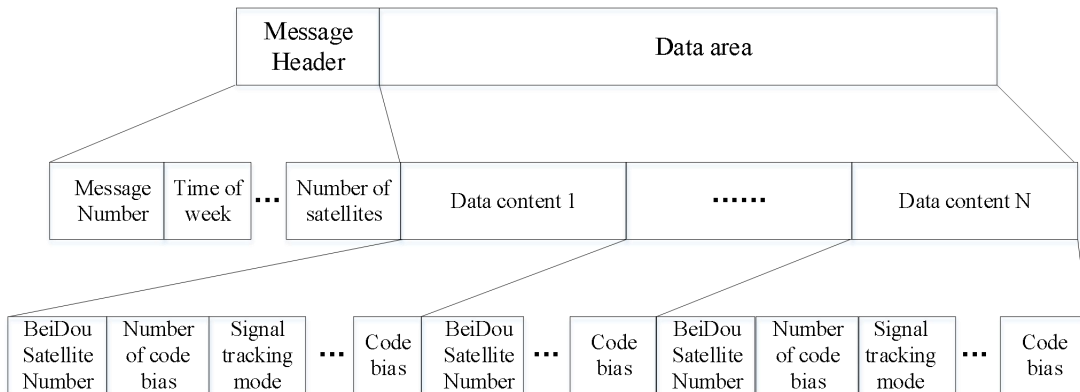 Message
Header
Data area
Message
Number
Time of
week
...
Number of
satellites
Data content 1
......
Data content N
BeiDou
Satellite
Number
Number
of code
bias
Signal
tracking
mode
...
Code
bias
BeiDou
Satellite
Number
...
Code
bias
BeiDou
Satellite
Number
Number
of code
bias
Signal
tracking
mode
...
Code
bias